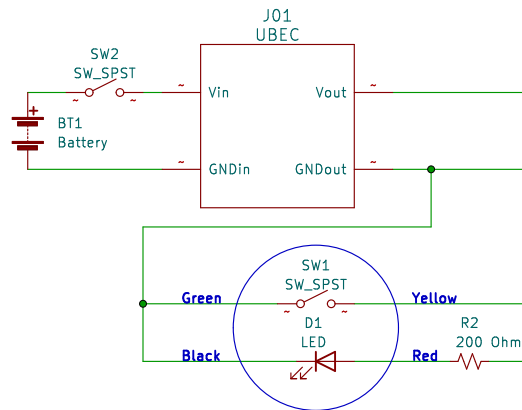 J01
UBEC
SW2
SW_SPST
~ ~
~ Vin Vout ~
+
BT1
Battery
~ GNDin GNDout ~
SW1
SW_SPST
Green Yellow
~ ~
D1
LED
R2
200 Ohm
Black Red